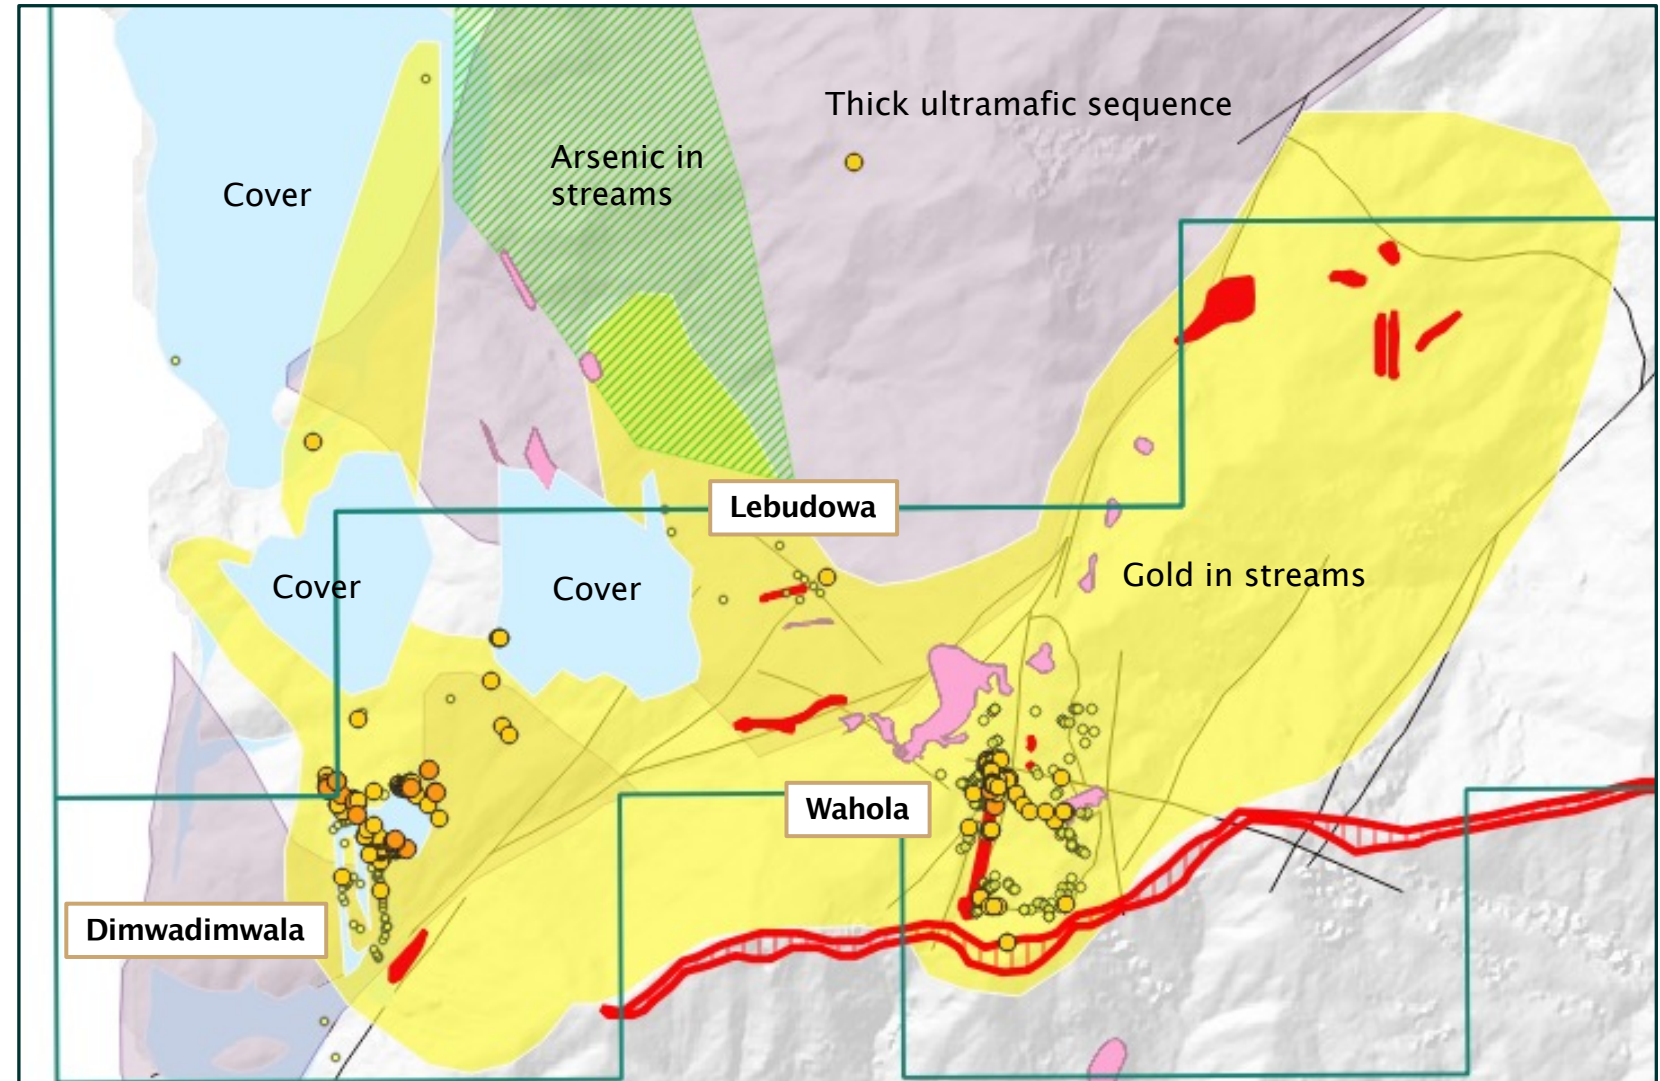 Thick ultramafic sequence
Arsenic in
streams
Cover
Lebudowa
Cover
Cover
Gold in streams
Wahola
Dimwadimwala